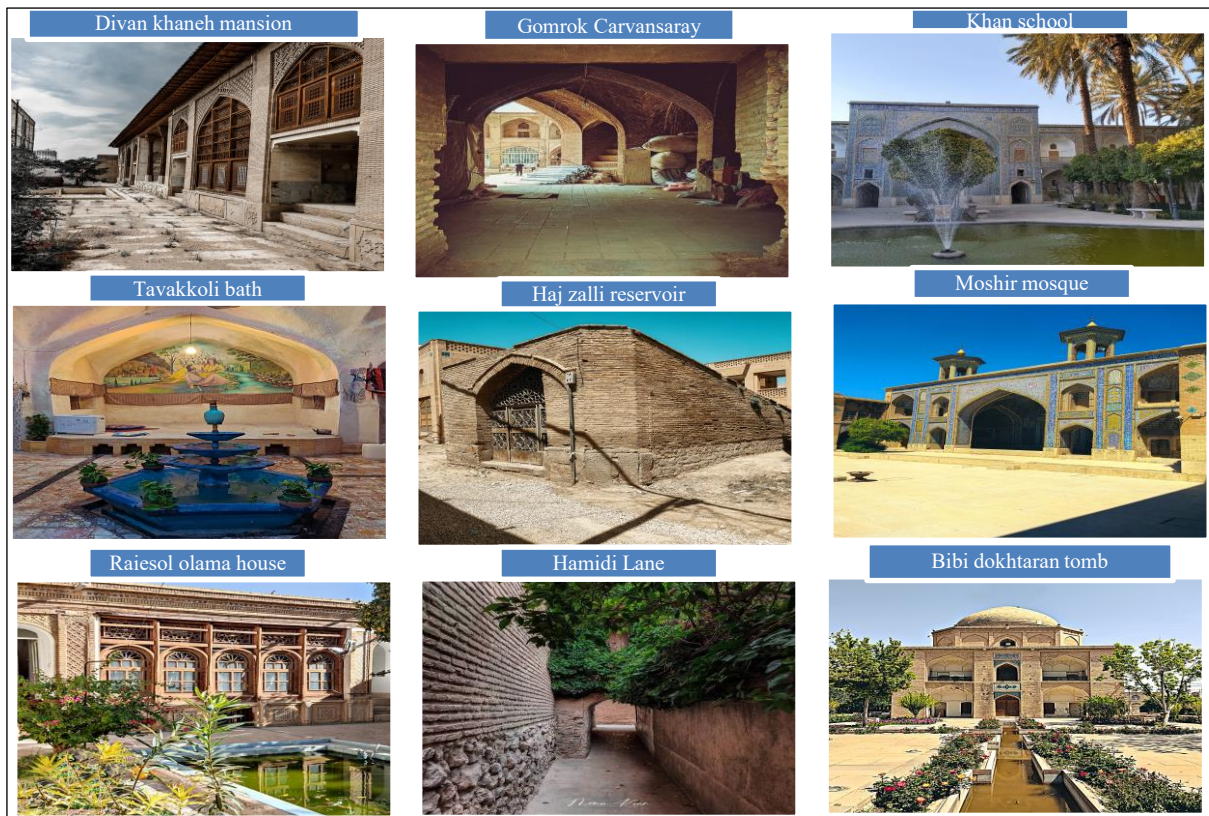 Divan khaneh mansion
Gomrok Carvansaray
Khan school
Tavakkoli bath
Haj zalli reservoir
Moshir mosque
Raiesol olama house
Hamidi Lane
Bibi dokhtaran tomb